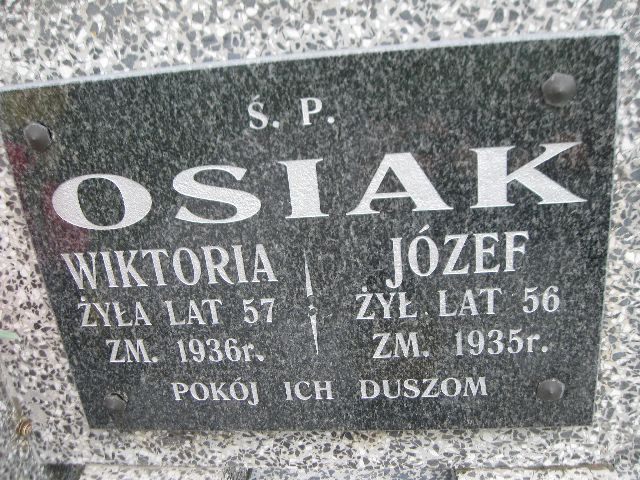 Ś. P.
OSIAK
WIKTORIA
ŻYŁA LAT 57
ZM. 1936r.
JÓZEF
ŻYŁ LAT 56
ZM. 1935r.
POKÓJ ICH DUSZOM